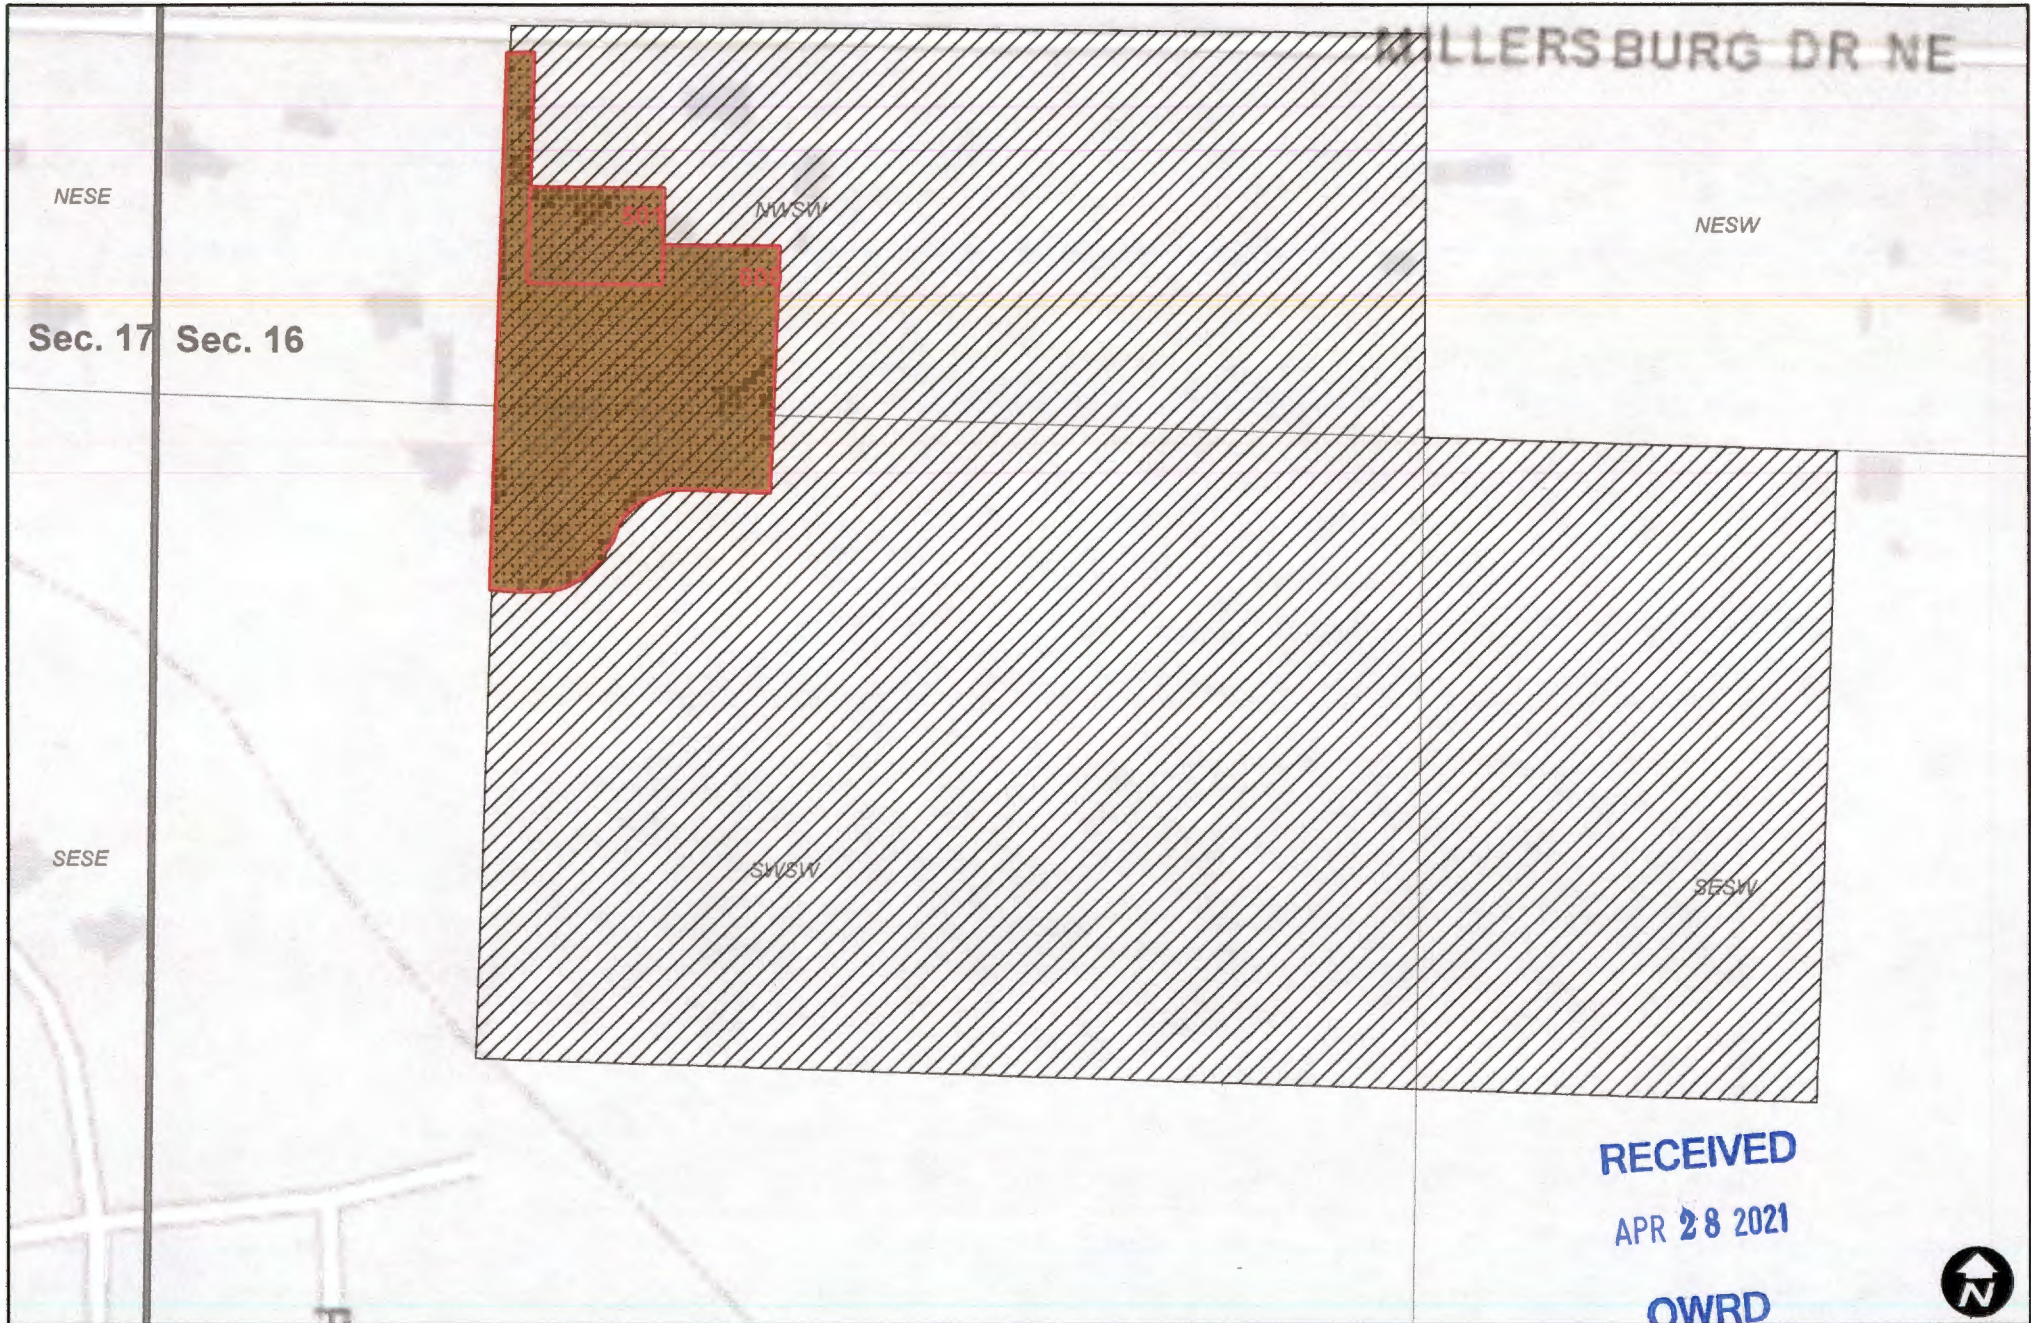 MILLERSBURG DR NE
NESE
NWSW
NESW
Sec. 17
Sec. 16
SESE
SWSW
SESW
RECEIVED
APR 28 2021
OWRD
N